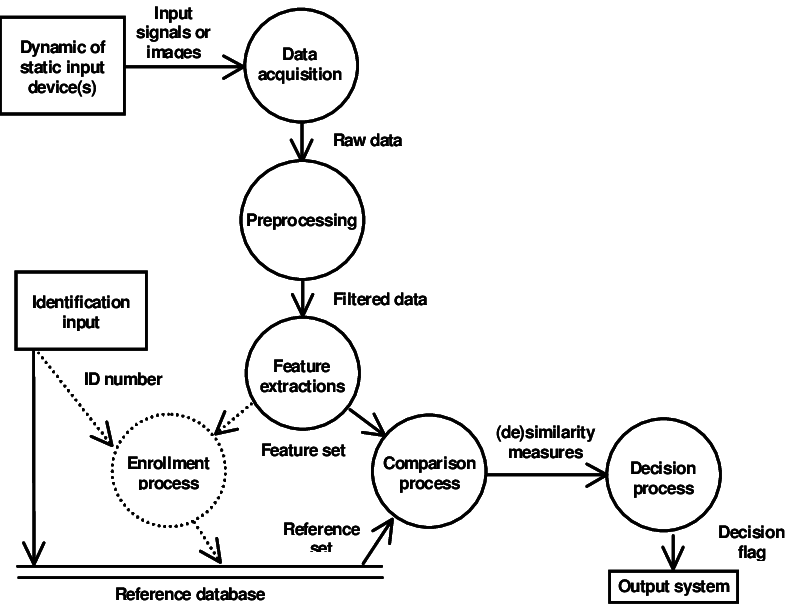 Dynamic of
static input
device(s)
Input
signals or
images
Data
acquisition
Raw data
Preprocessing
Filtered data
Identification
input
ID number
Feature
extractions
Feature set
Enrollment
process
Comparison
process
(de)similarity
measures
Decision
process
Reference
set
Decision
flag
Reference database
Output system